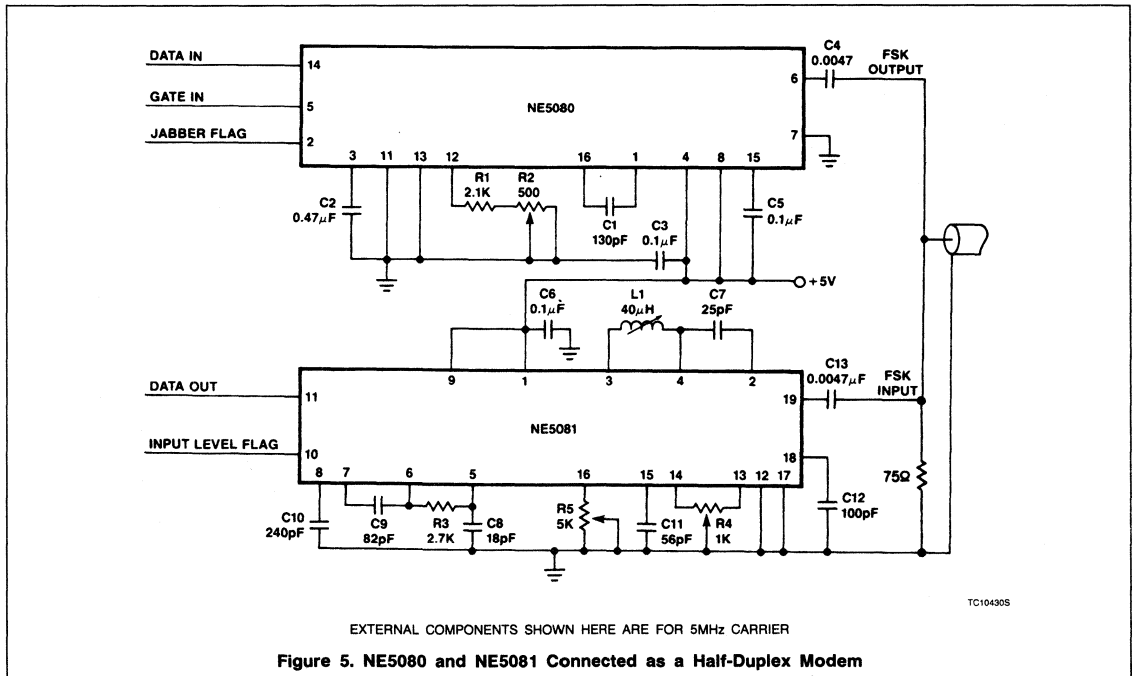 DATA IN
GATE IN
JABBER FLAG
14
5
2
NE5080
6
7
3
11
13
12
16
1
4
8
15
C4
0.0047
FSK
OUTPUT
C2
0.47μF
R1
2.1K
R2
500
C1
130pF
C3
0.1μF
C5
0.1μF
+5V
C6
0.1μF
L1
40μH
C7
25pF
9
1
3
4
2
DATA OUT
INPUT LEVEL FLAG
11
10
NE5081
19
18
C13
0.0047μF
FSK
INPUT
8
7
6
5
16
15
14
13
12
17
75Ω
C10
240pF
C9
82pF
R3
2.7K
C8
18pF
R5
5K
C11
56pF
R4
1K
C12
100pF
TC10430S
EXTERNAL COMPONENTS SHOWN HERE ARE FOR 5MHz CARRIER
Figure 5. NE5080 and NE5081 Connected as a Half-Duplex Modem